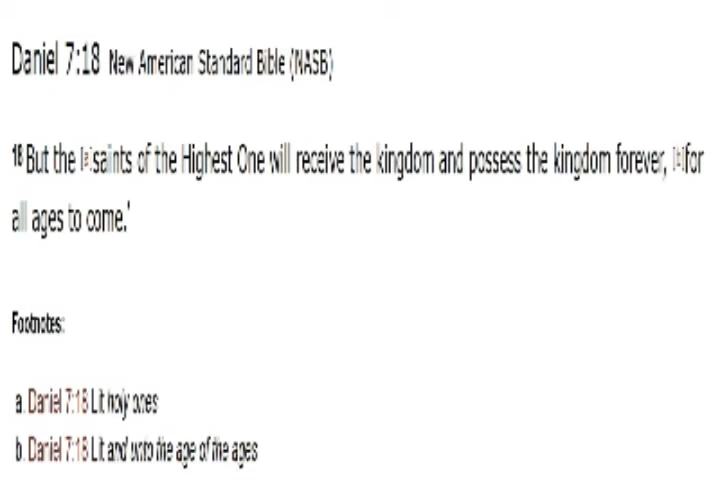 Daniel 7:18 New American Standard Bible (NASB)
18 But the [a]saints of the Highest One will receive the kingdom and possess the kingdom forever, [b]for
all ages to come.'
Footnotes:
a. Daniel 7:18 Lit holy ones
b. Daniel 7:18 Lit and unto the age of the ages